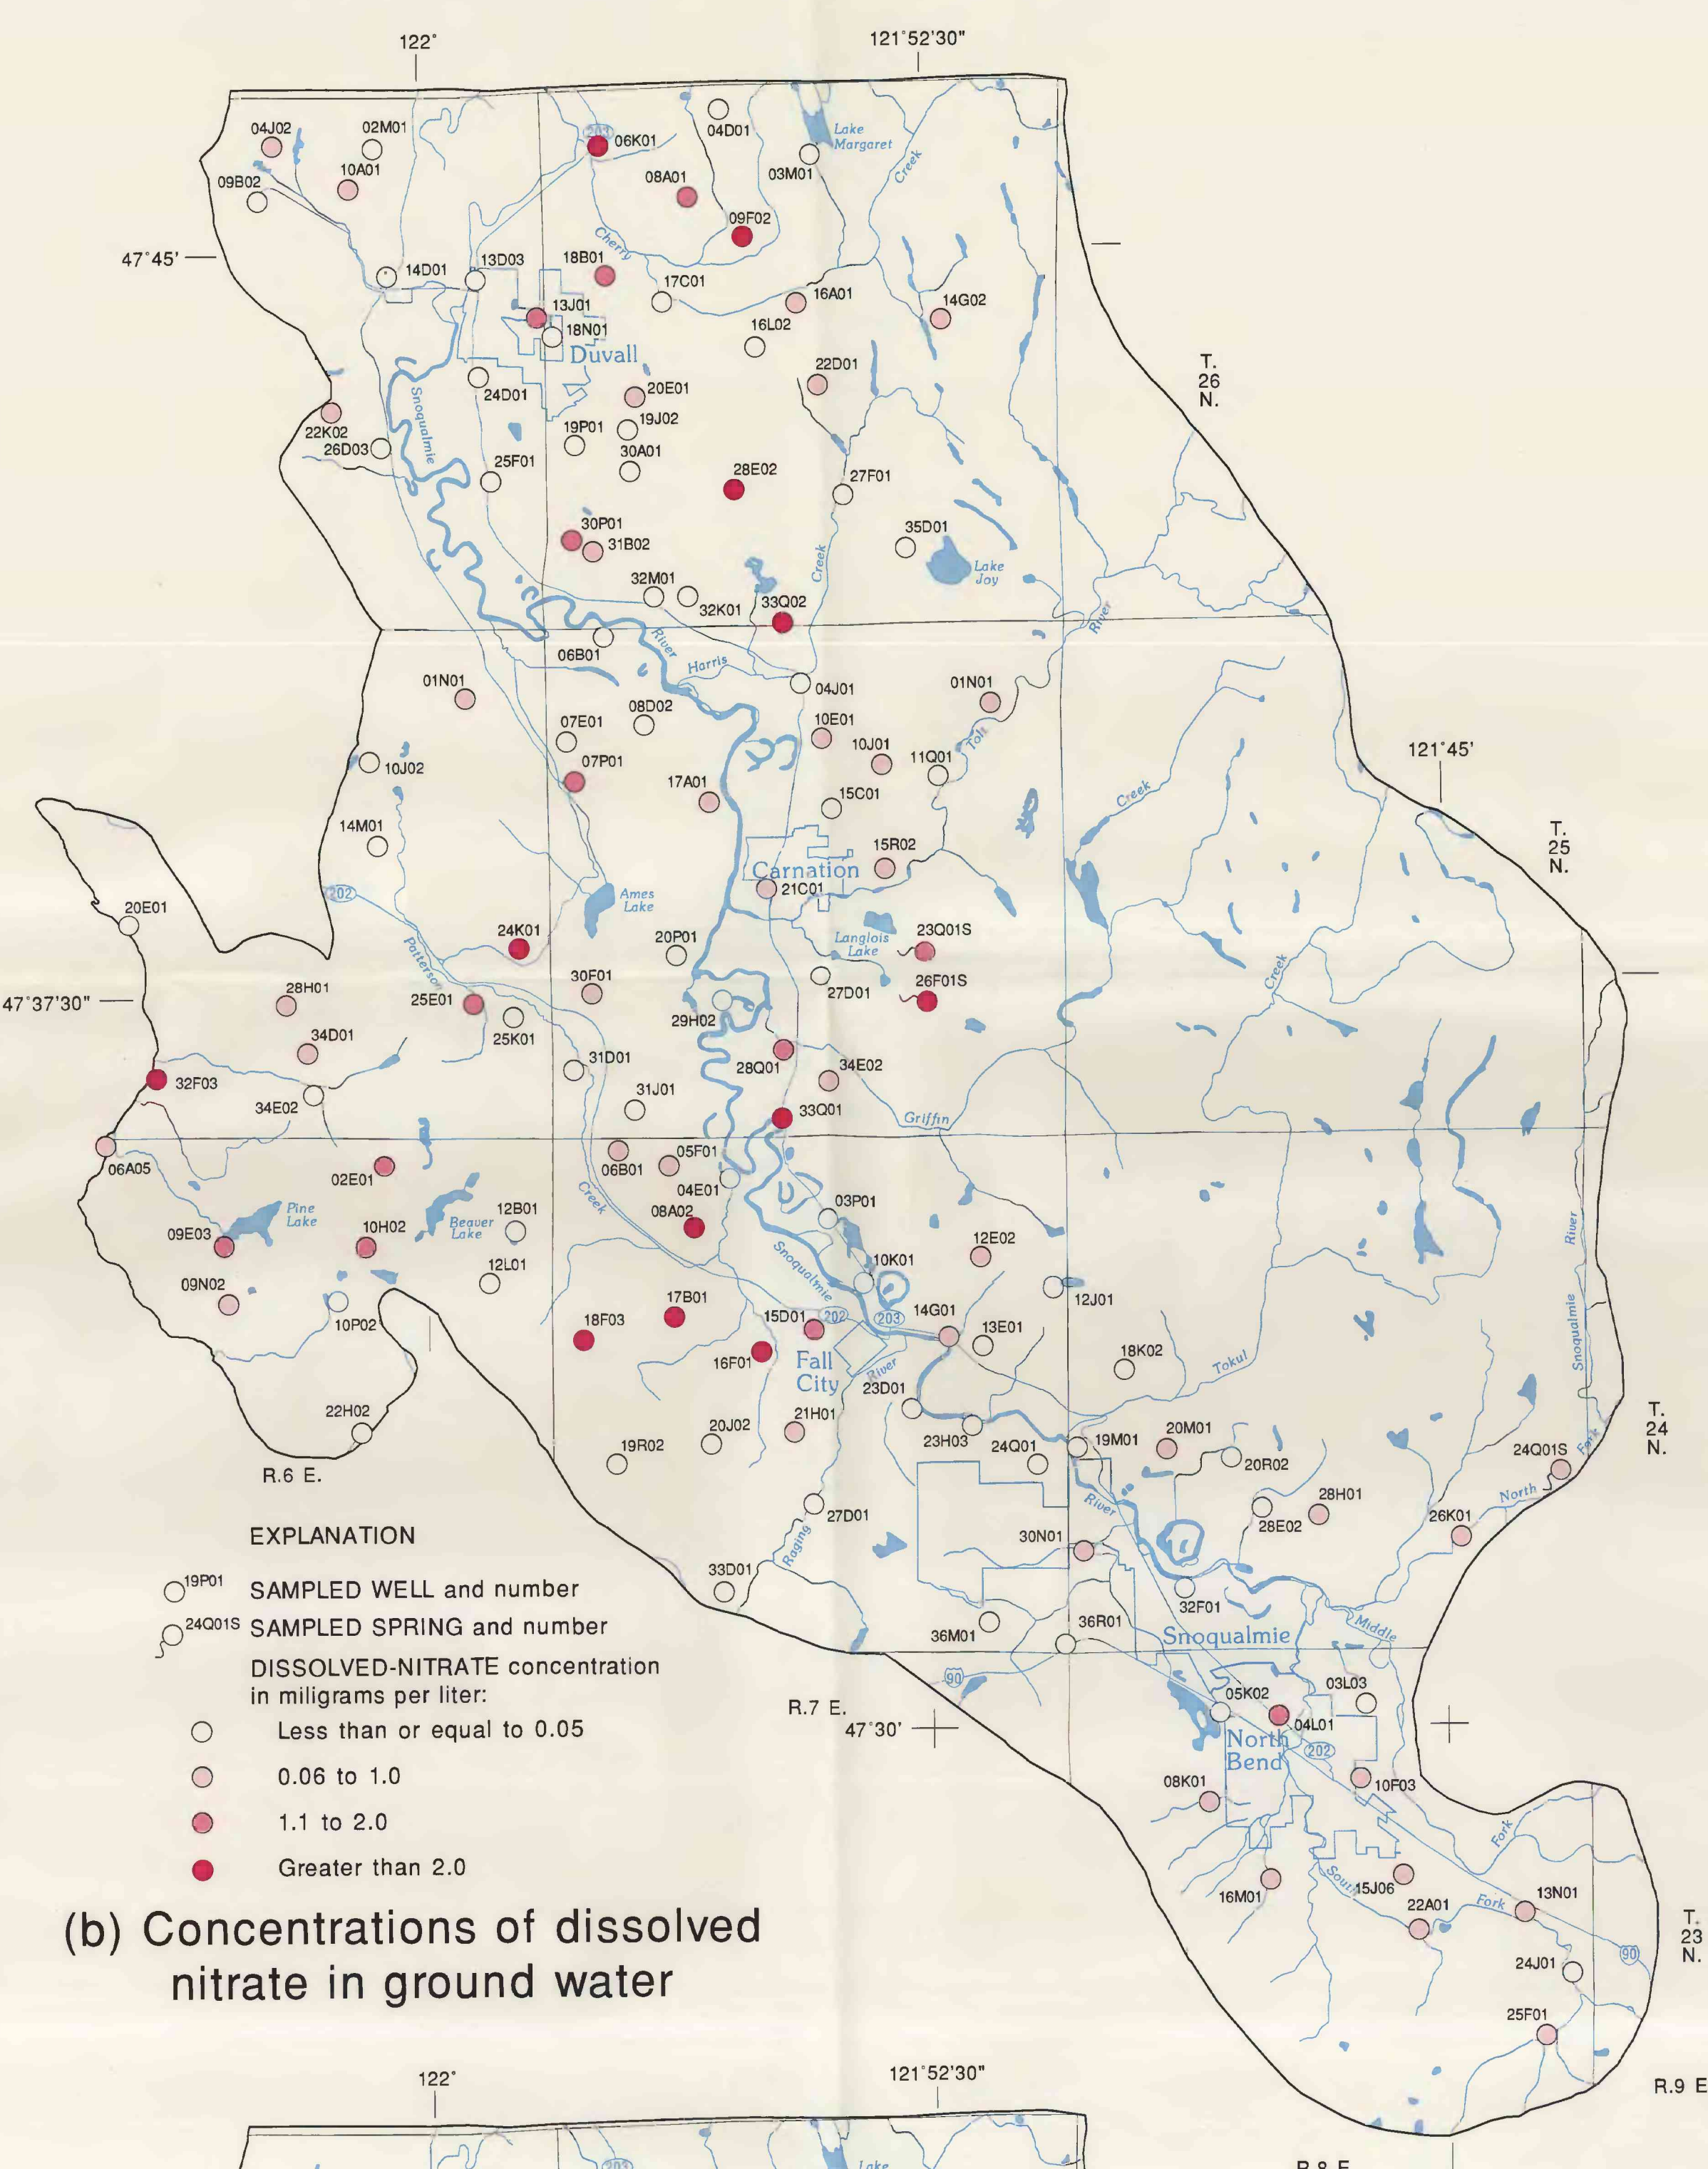 122°
121°52'30"
04J02
02M01
04D01
203
06K01
Lake
Margaret
10A01
03M01
Creek
09B02
08A01
09F02
Cherry
47°45'
14D01
13D03
18B01
17C01
16A01
14G02
13J01
18N01
16L02
Duvall
T.
26
N.
22D01
24D01
20E01
Snoqualmie
22K02
19P01
19J02
26D03
30A01
25F01
28E02
27F01
30P01
31B02
35D01
Lake
Joy
Creek
32M01
32K01
33Q02
River
06B01
River
Harris
01N01
04J01
01N01
08D02
07E01
10E01
Tolt
10J01
11Q01
121°45'
10J02
07P01
17A01
15C01
Creek
14M01
15R02
T.
25
N.
Carnation
21C01
202
Ames
Lake
20E01
24K01
20P01
Langlois
Lake
23Q01S
Patterson
30F01
27D01
26F01S
Creek
28H01
47°37'30"
25E01
25K01
29H02
34D01
31D01
28Q01
34E02
32F03
34E02
31J01
33Q01
Griffin
06A05
06B01
05F01
02E01
04E01
Creek
Pine
Lake
Beaver
Lake
12B01
08A02
03P01
09E03
10H02
12E02
River
12L01
Snoqualmie
10K01
09N02
10P02
12J01
17B01
18F03
15D01
202
203
14G01
13E01
Snoqualmie
16F01
Fall
City
River
18K02
Tokul
23D01
22H02
20J02
21H01
23H03
24Q01
19M01
20M01
T.
24
N.
19R02
20R02
24Q01S
Fork
R.6 E.
North
27D01
River
28E02
28H01
26K01
EXPLANATION
30N01
Raging
33D01
19P01 SAMPLED WELL and number
32F01
24Q01S SAMPLED SPRING and number
36M01
36R01
Snoqualmie
Middle
DISSOLVED-NITRATE concentration
in miligrams per liter:
90
05K02
03L03
R.7 E.
47°30'
04L01
Less than or equal to 0.05
North
Bend
202
0.06 to 1.0
08K01
10F03
1.1 to 2.0
Fork
Greater than 2.0
16M01
South
15J06
22A01
Fork
13N01
(b) Concentrations of dissolved
nitrate in ground water
T.
23
N.
90
24J01
25F01
122°
121°52'30"
R.9 E
203
Lake
R.8 E